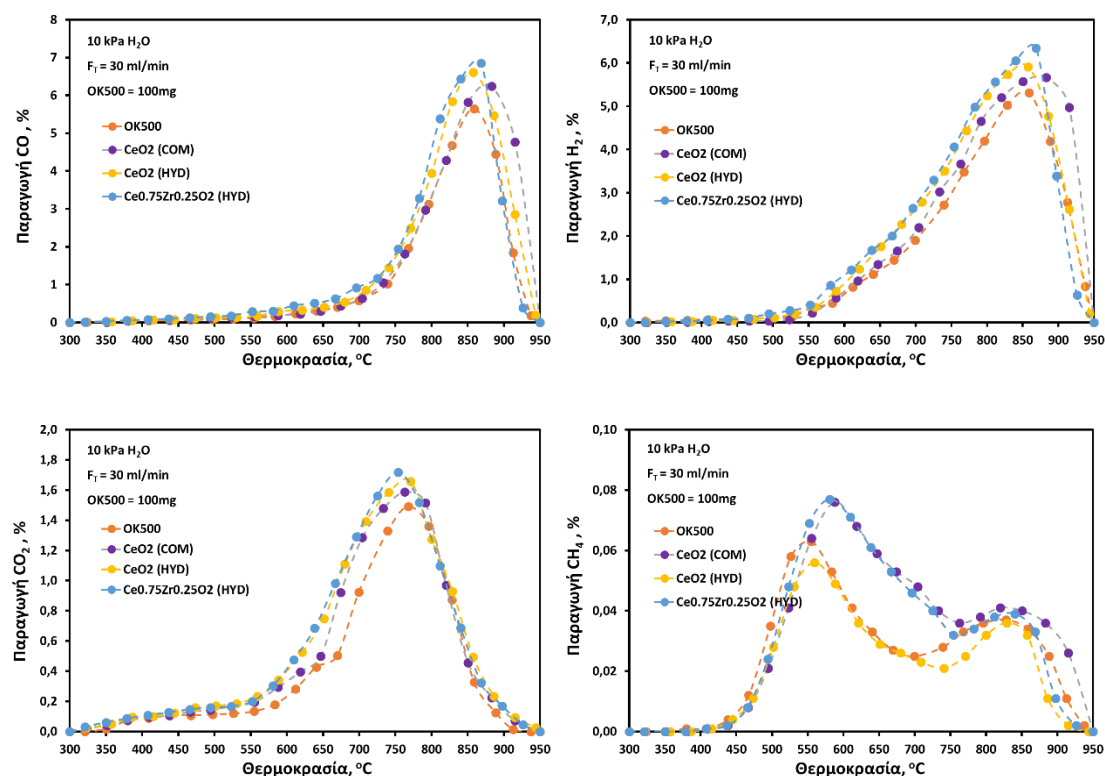 Παραγωγή CO , %
8
7
6
5
4
3
2
1
0
10 kPa H₂O
F_T = 30 ml/min
OK500 = 100mg
OK500
CeO2 (COM)
CeO2 (HYD)
Ce0.75Zr0.25O2 (HYD)
300 350 400 450 500 550 600 650 700 750 800 850 900 950
Θερμοκρασία, °C
Παραγωγή H₂ , %
7,0
6,0
5,0
4,0
3,0
2,0
1,0
0,0
10 kPa H₂O
F_T = 30 ml/min
OK500 = 100mg
OK500
CeO2 (COM)
CeO2 (HYD)
Ce0.75Zr0.25O2 (HYD)
300 350 400 450 500 550 600 650 700 750 800 850 900 950
Θερμοκρασία, °C
Παραγωγή CO₂ , %
2,0
1,8
1,6
1,4
1,2
1,0
0,8
0,6
0,4
0,2
0,0
10 kPa H₂O
F_T = 30 ml/min
OK500 = 100mg
OK500
CeO2 (COM)
CeO2 (HYD)
Ce0.75Zr0.25O2 (HYD)
300 350 400 450 500 550 600 650 700 750 800 850 900 950
Θερμοκρασία, °C
Παραγωγή CH₄ , %
0,10
0,08
0,06
0,04
0,02
0,00
10 kPa H₂O
F_T = 30 ml/min
OK500 = 100mg
OK500
CeO2 (COM)
CeO2 (HYD)
Ce0.75Zr0.25O2 (HYD)
300 350 400 450 500 550 600 650 700 750 800 850 900 950
Θερμοκρασία, °C